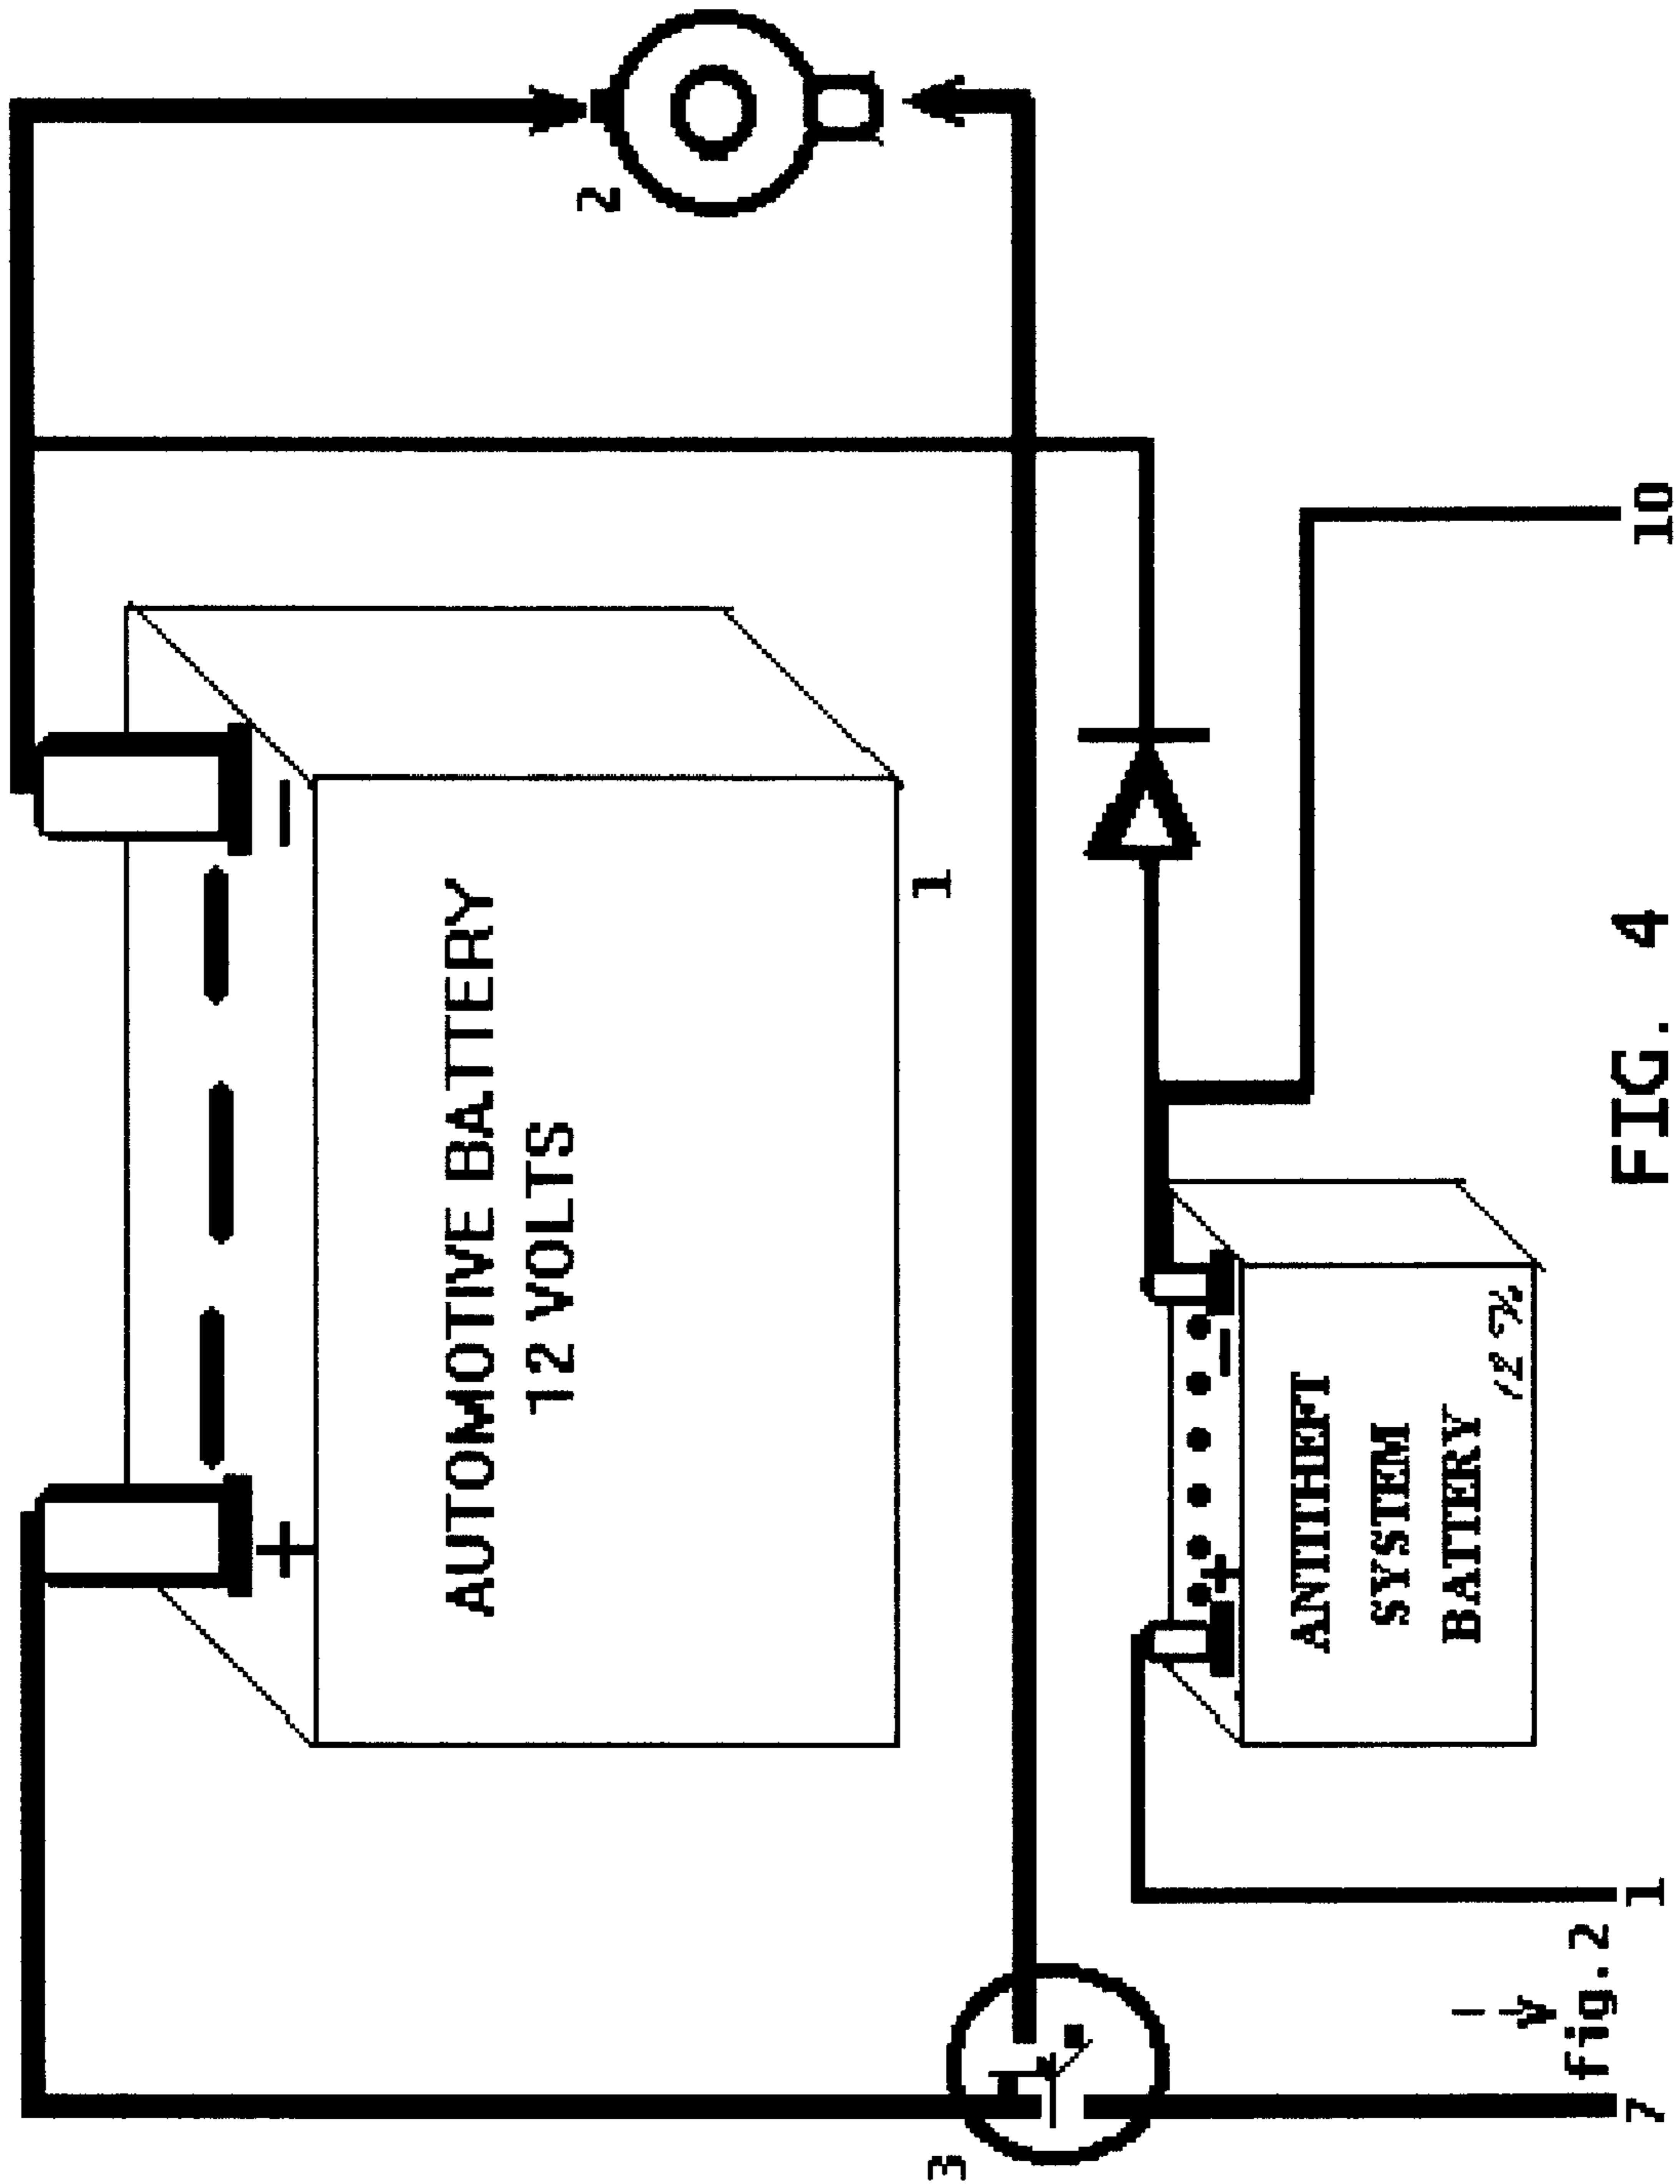 3
2
AUTOMOTIVE BATTERY
12 VOLTS
+
-
1
ANTITHEFT
SYSTEM
BATTERY
+
-
fig.2
7
1
10
FIG. 4